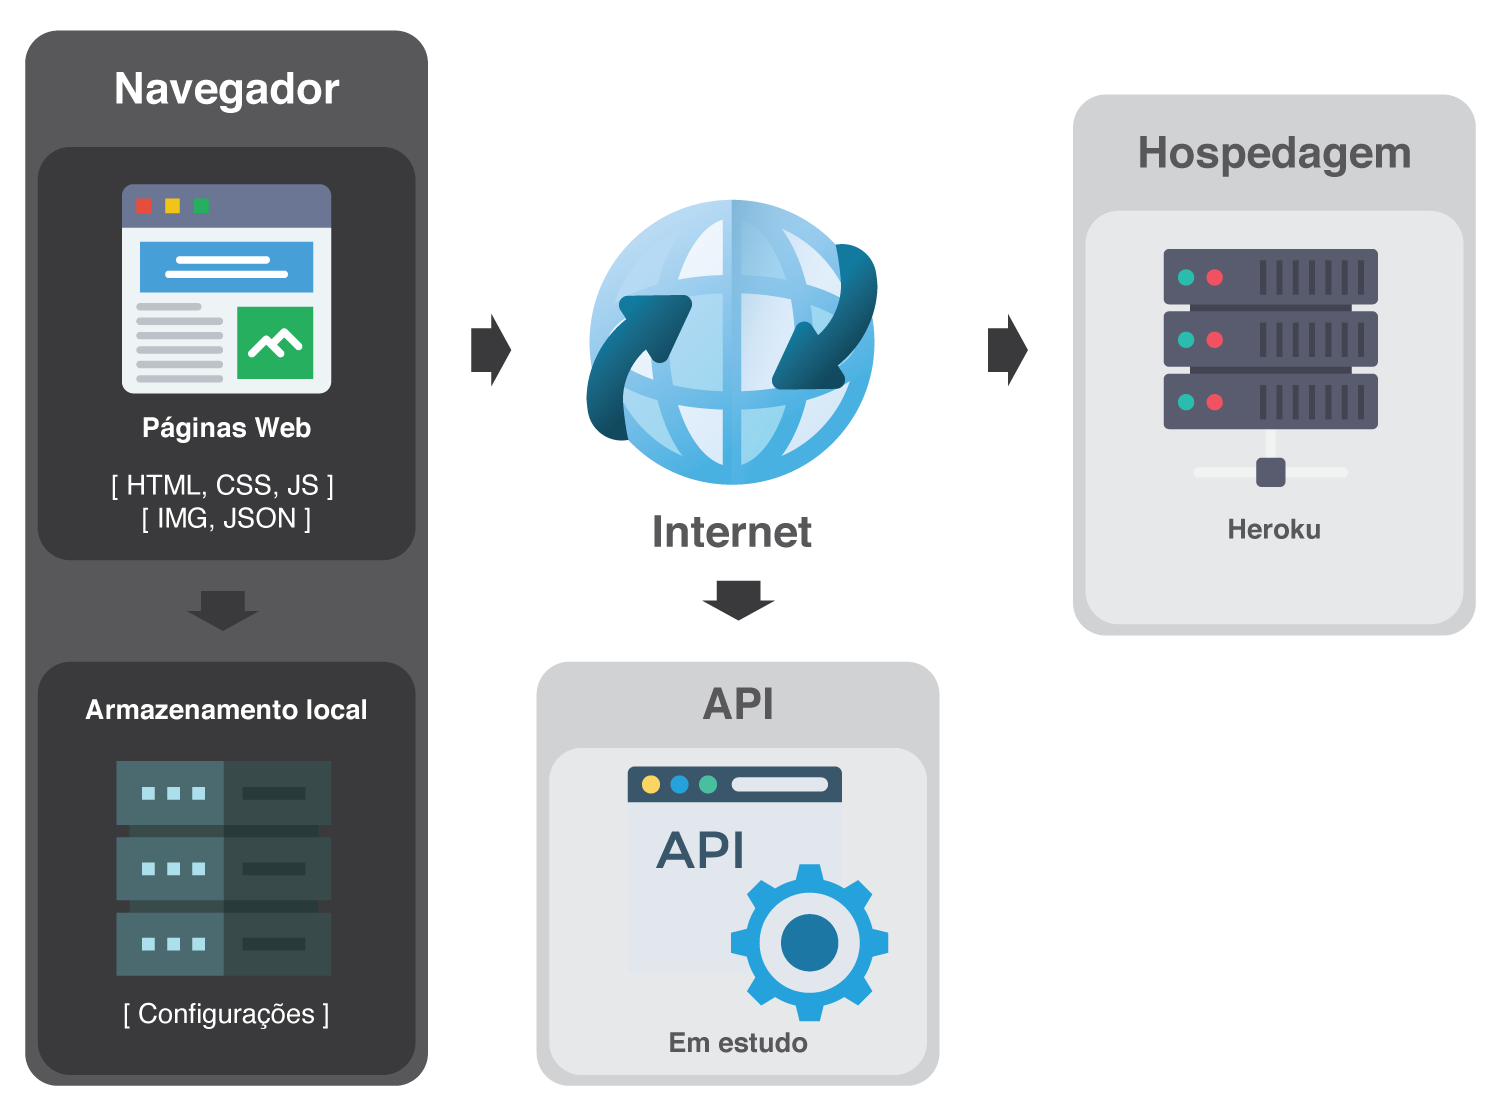 Navegador
Páginas Web
[ HTML, CSS, JS ]
[ IMG, JSON ]
Armazenamento local
[ Configurações ]
Internet
API
API
Em estudo
Hospedagem
Heroku